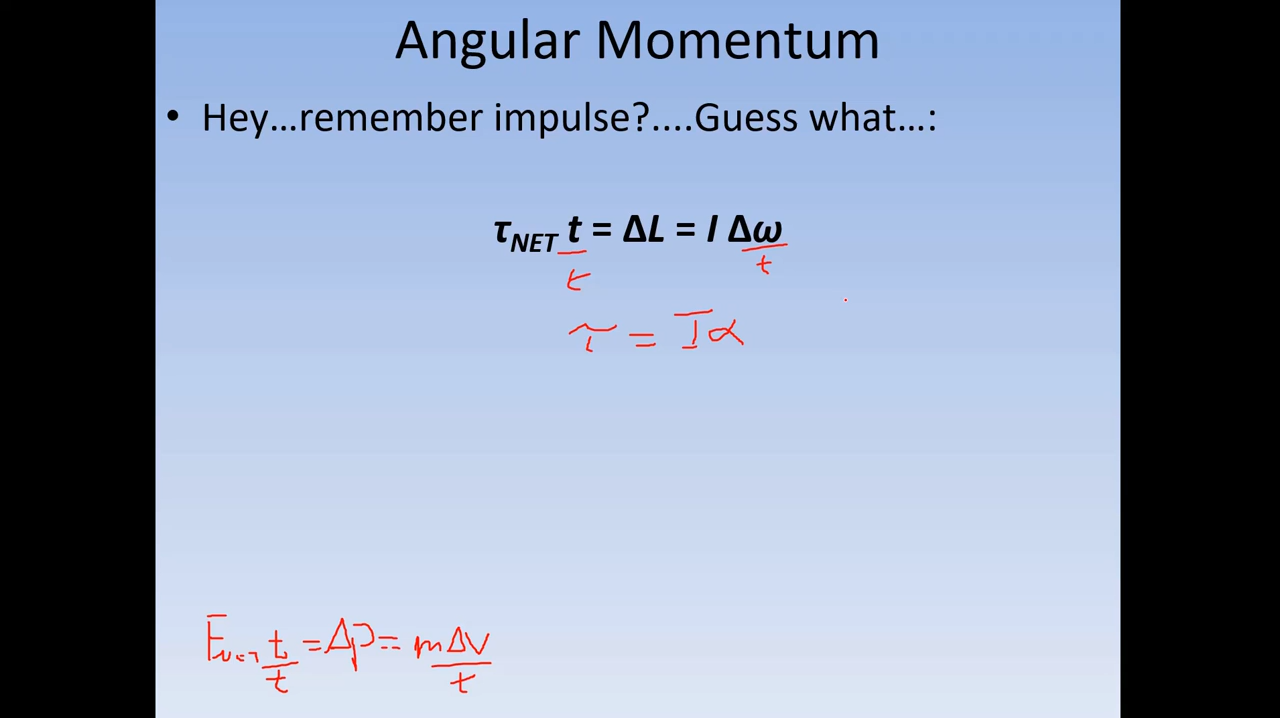 Angular Momentum
• Hey...remember impulse?....Guess what...:
τNET t = ΔL = I Δω
t t
τ = Iα
FNET t = Δp = mΔv
t t